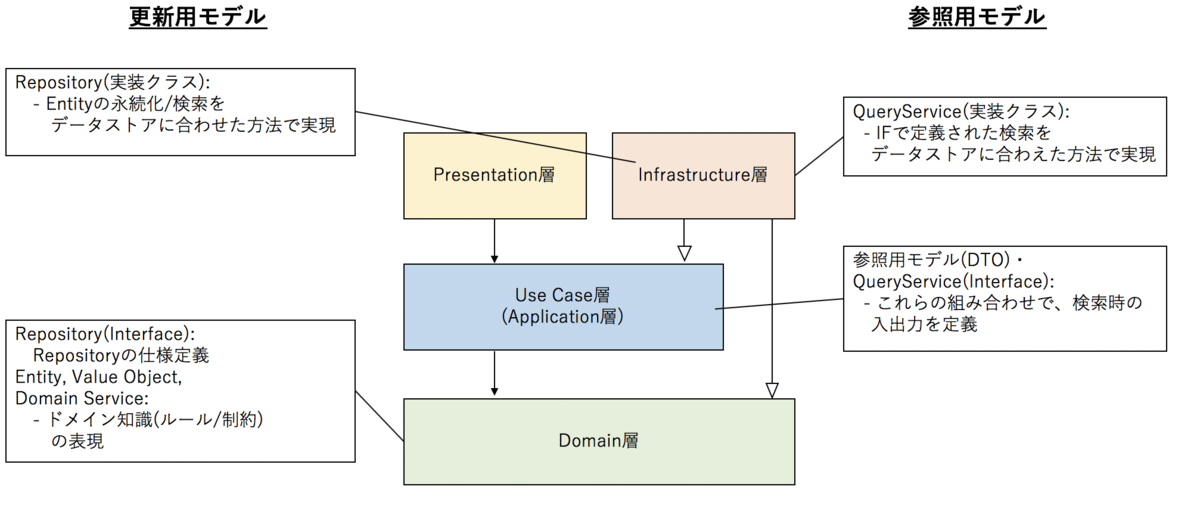 更新用モデル
参照用モデル
Repository(実装クラス):
- Entityの永続化/検索を
データストアに合わせた方法で実現
QueryService(実装クラス):
- IFで定義された検索を
データストアに合わえた方法で実現
Presentation層
Infrastructure層
参照用モデル(DTO)・
QueryService(Interface):
- これらの組み合わせで、検索時の
入出力を定義
Use Case層
(Application層)
Repository(Interface):
Repositoryの仕様定義
Entity, Value Object,
Domain Service:
- ドメイン知識(ルール/制約)
の表現
Domain層